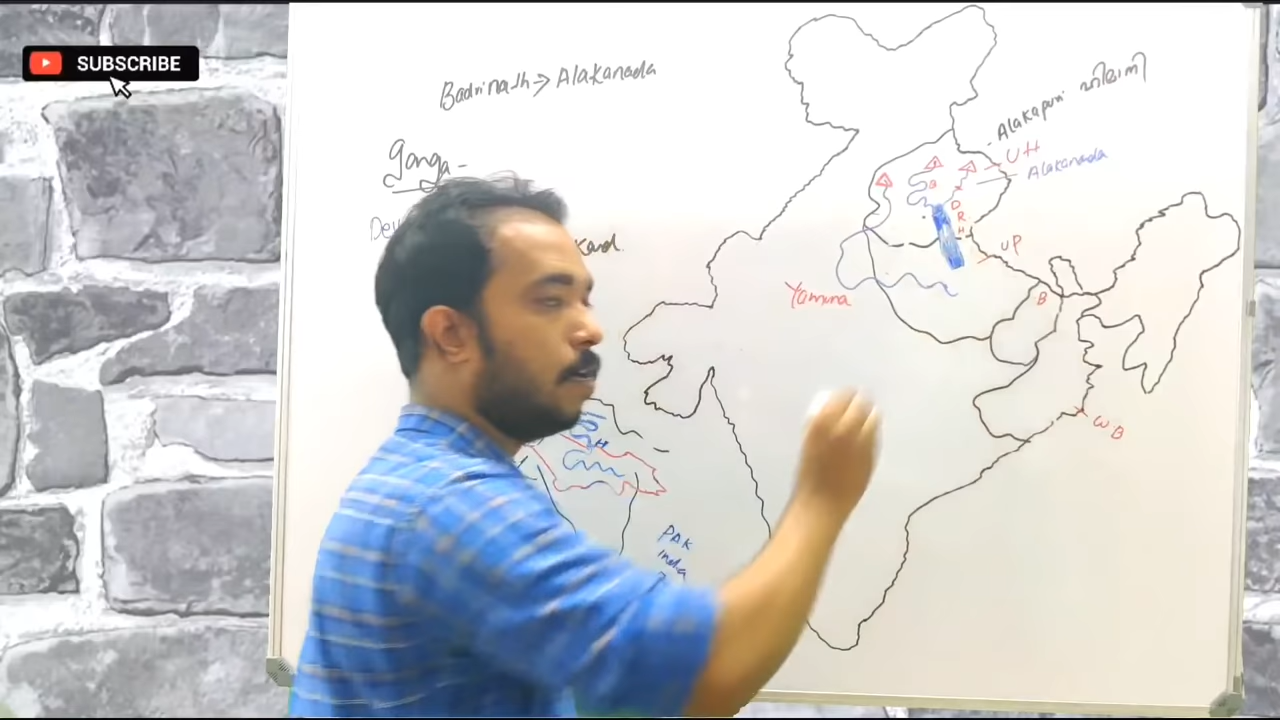 SUBSCRIBE
Badrinath → Alakanada
Ganga -
Alakapuri ഹിമാനി
UH
Alakanada
D
R
H
UP
B
Yamuna
WB
H
PAK
India